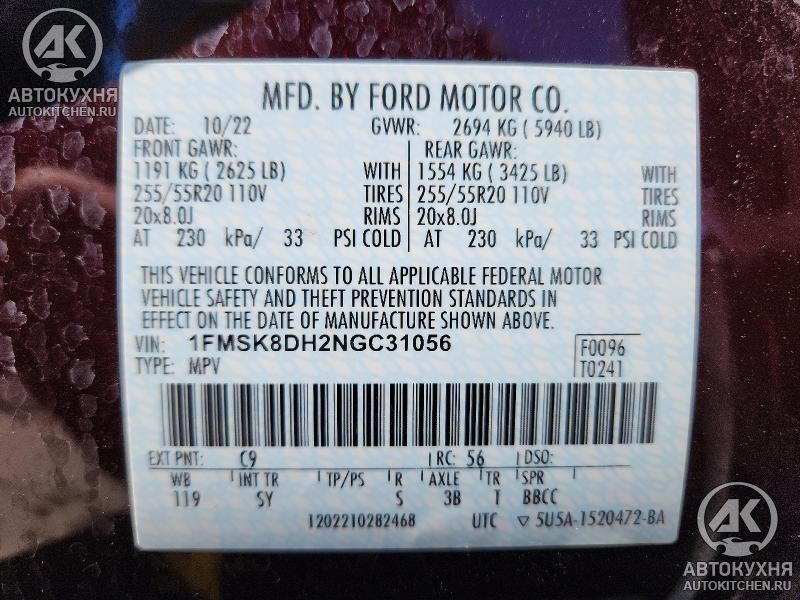 AK
АВТОКУХНЯ
AUTOKITCHEN.RU
MFD. BY FORD MOTOR CO.
DATE: 10/22 GVWR: 2694 KG ( 5940 LB)
FRONT GAWR: REAR GAWR:
1191 KG ( 2625 LB) WITH 1554 KG ( 3425 LB) WITH
255/55R20 110V TIRES 255/55R20 110V TIRES
20x8.0J RIMS 20x8.0J RIMS
AT 230 kPa/ 33 PSI COLD AT 230 kPa/ 33 PSI COLD
THIS VEHICLE CONFORMS TO ALL APPLICABLE FEDERAL MOTOR
VEHICLE SAFETY AND THEFT PREVENTION STANDARDS IN
EFFECT ON THE DATE OF MANUFACTURE SHOWN ABOVE.
VIN: 1FMSK8DH2NGC31056 F0096
TYPE: MPV T0241
EXT PNT: C9 RC: 56 DSO:
WB INT TR TP/PS R AXLE TR SPR
119 SY S 3B T BBCC
1202210282468 UTC ▽ 5U5A-1520472-BA
AK
АВТОКУХНЯ
AUTOKITCHEN.RU